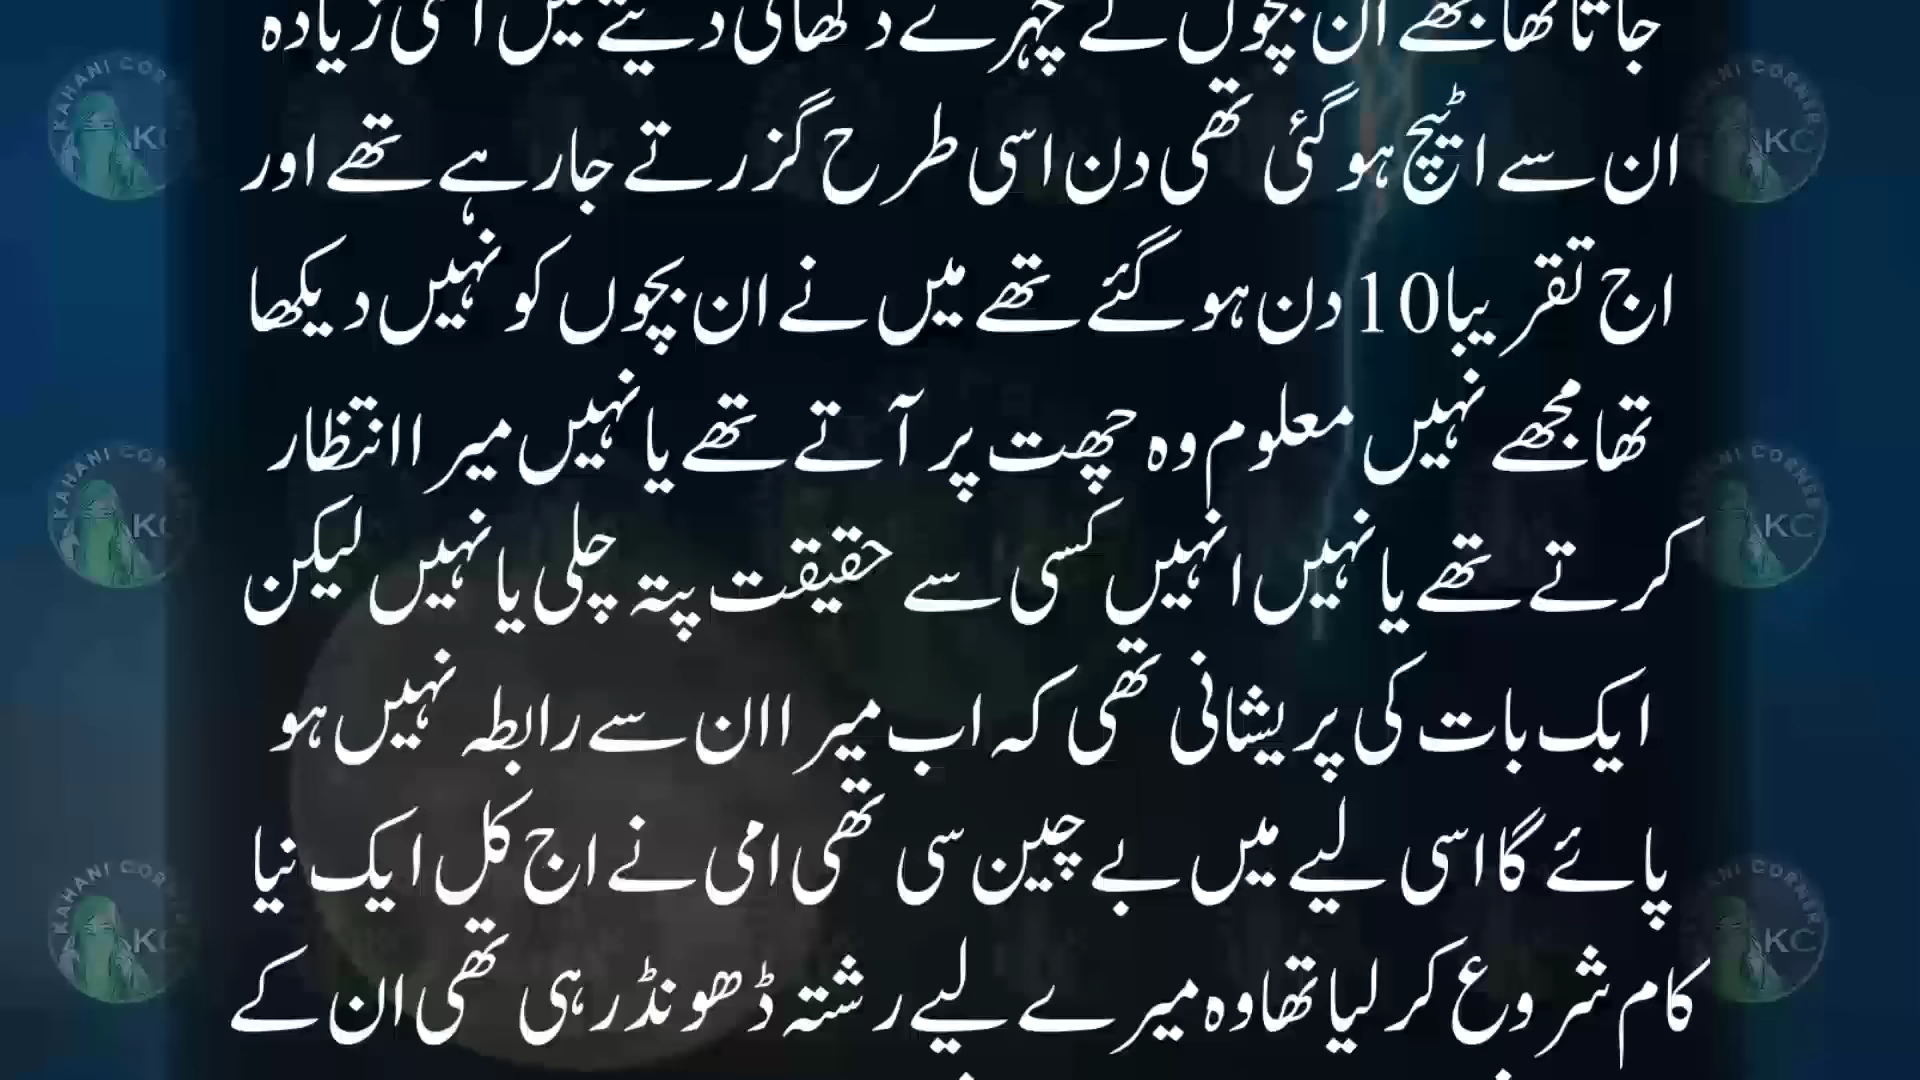 جاتا تھا مجھے ان بچوں کے چہرے دکھائی دیتے میں اتنی زیادہ
ان سے اٹیچ ہو گئی تھی دن اسی طرح گزرتے جا رہے تھے اور
اج تقریبا 10 دن ہو گئے تھے میں نے ان بچوں کو نہیں دیکھا
تھا مجھے نہیں معلوم وہ چھت پر آتے تھے یا نہیں میرا انتظار
کرتے تھے یا نہیں انہیں کسی سے حقیقت پتہ چلی یا نہیں لیکن
ایک بات کی پریشانی تھی کہ اب میرا ان سے رابطہ نہیں ہو
پائے گا اسی لیے میں بے چین سی تھی امی نے اج کل ایک نیا
کام شروع کر لیا تھا وہ میرے لیے رشتہ ڈھونڈ رہی تھی ان کے
KAHANI CORNER
KC